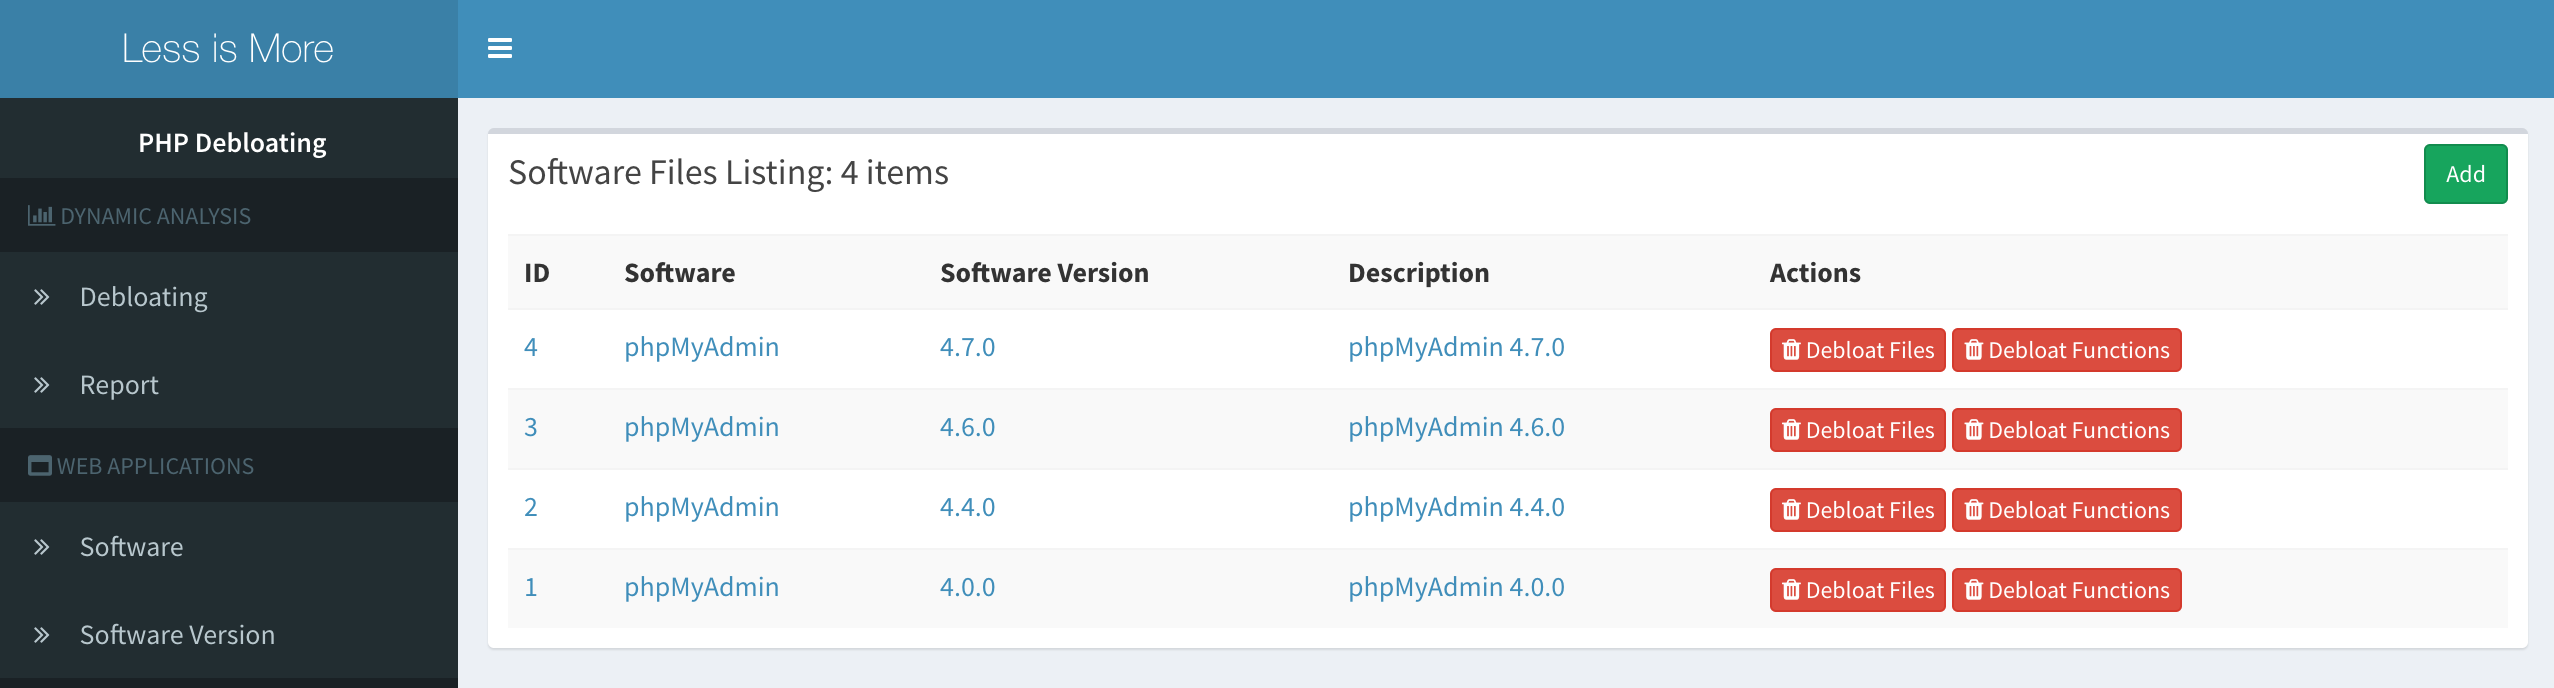 Less is More
PHP Debloating
DYNAMIC ANALYSIS
Debloating
Report
WEB APPLICATIONS
Software
Software Version
Software Files Listing: 4 items
Add
ID Software Software Version Description Actions
4 phpMyAdmin 4.7.0 phpMyAdmin 4.7.0 Debloat Files Debloat Functions
3 phpMyAdmin 4.6.0 phpMyAdmin 4.6.0 Debloat Files Debloat Functions
2 phpMyAdmin 4.4.0 phpMyAdmin 4.4.0 Debloat Files Debloat Functions
1 phpMyAdmin 4.0.0 phpMyAdmin 4.0.0 Debloat Files Debloat Functions